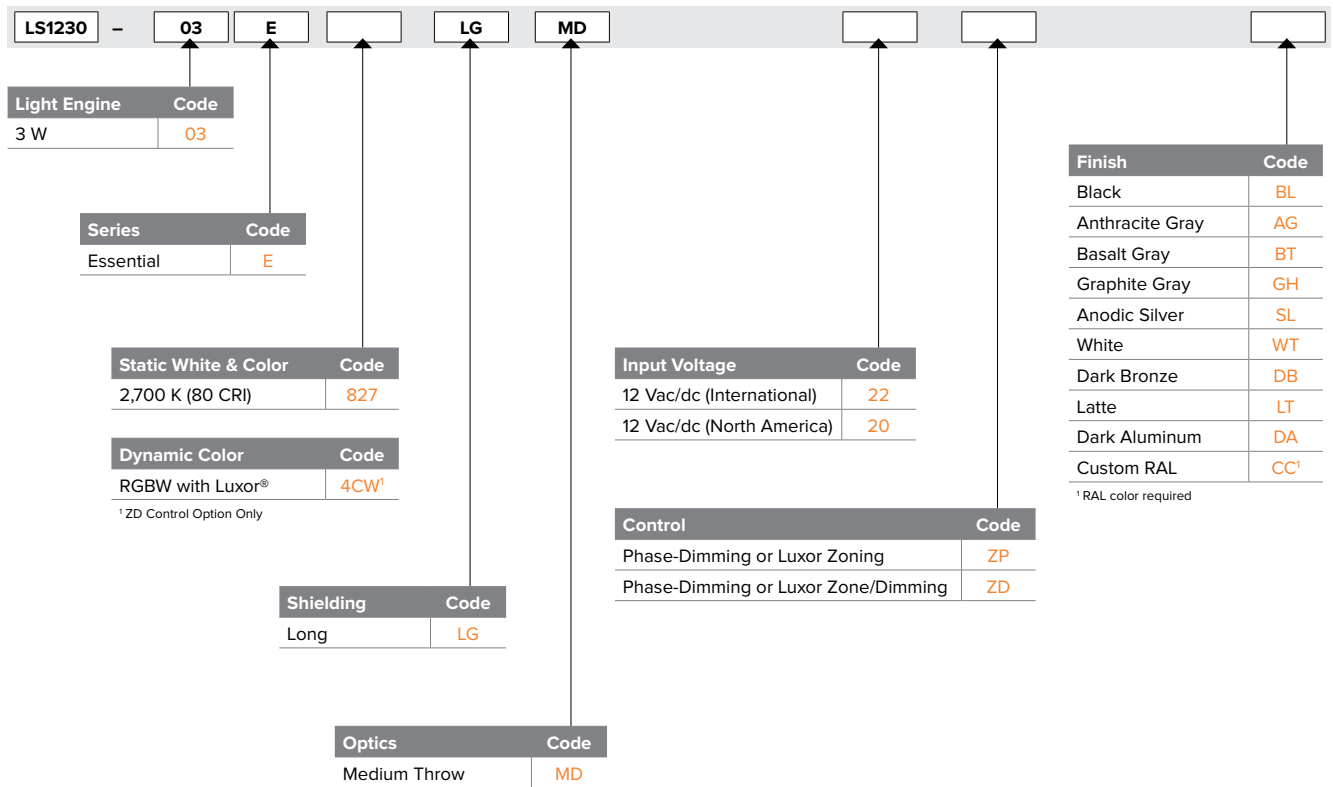 LS1230 – 03 E LG MD
Light Engine Code
3 W 03
Series Code
Essential E
Static White & Color Code
2,700 K (80 CRI) 827
Dynamic Color Code
RGBW with Luxor® 4CW¹
¹ ZD Control Option Only
Shielding Code
Long LG
Optics Code
Medium Throw MD
Input Voltage Code
12 Vac/dc (International) 22
12 Vac/dc (North America) 20
Control Code
Phase-Dimming or Luxor Zoning ZP
Phase-Dimming or Luxor Zone/Dimming ZD
Finish Code
Black BL
Anthracite Gray AG
Basalt Gray BT
Graphite Gray GH
Anodic Silver SL
White WT
Dark Bronze DB
Latte LT
Dark Aluminum DA
Custom RAL CC¹
¹ RAL color required